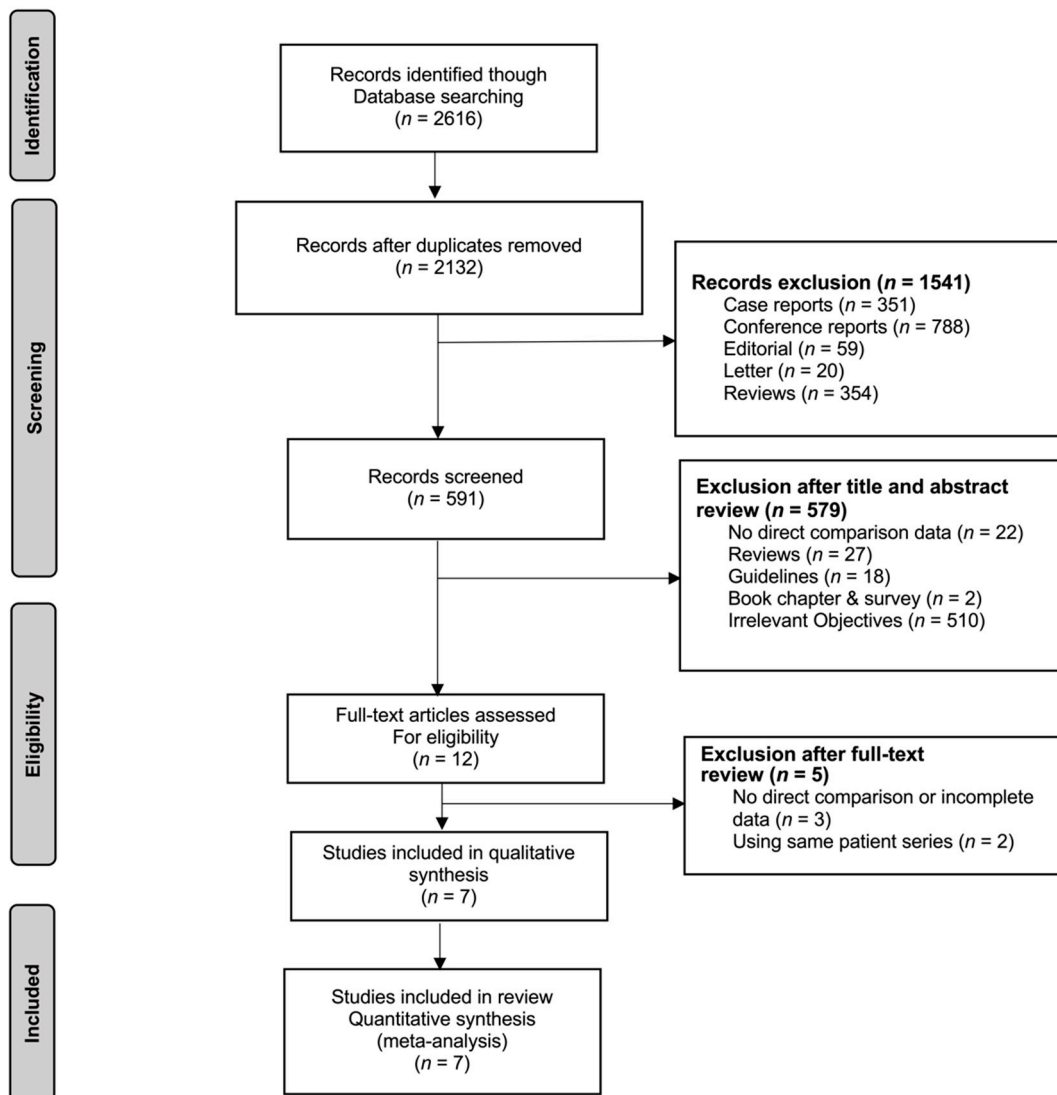 Identification
Records identified though
Database searching
(n = 2616)
Screening
Records after duplicates removed
(n = 2132)
Records exclusion (n = 1541)
Case reports (n = 351)
Conference reports (n = 788)
Editorial (n = 59)
Letter (n = 20)
Reviews (n = 354)
Records screened
(n = 591)
Exclusion after title and abstract
review (n = 579)
No direct comparison data (n = 22)
Reviews (n = 27)
Guidelines (n = 18)
Book chapter & survey (n = 2)
Irrelevant Objectives (n = 510)
Eligibility
Full-text articles assessed
For eligibility
(n = 12)
Exclusion after full-text
review (n = 5)
No direct comparison or incomplete
data (n = 3)
Using same patient series (n = 2)
Studies included in qualitative
synthesis
(n = 7)
Included
Studies included in review
Quantitative synthesis
(meta-analysis)
(n = 7)